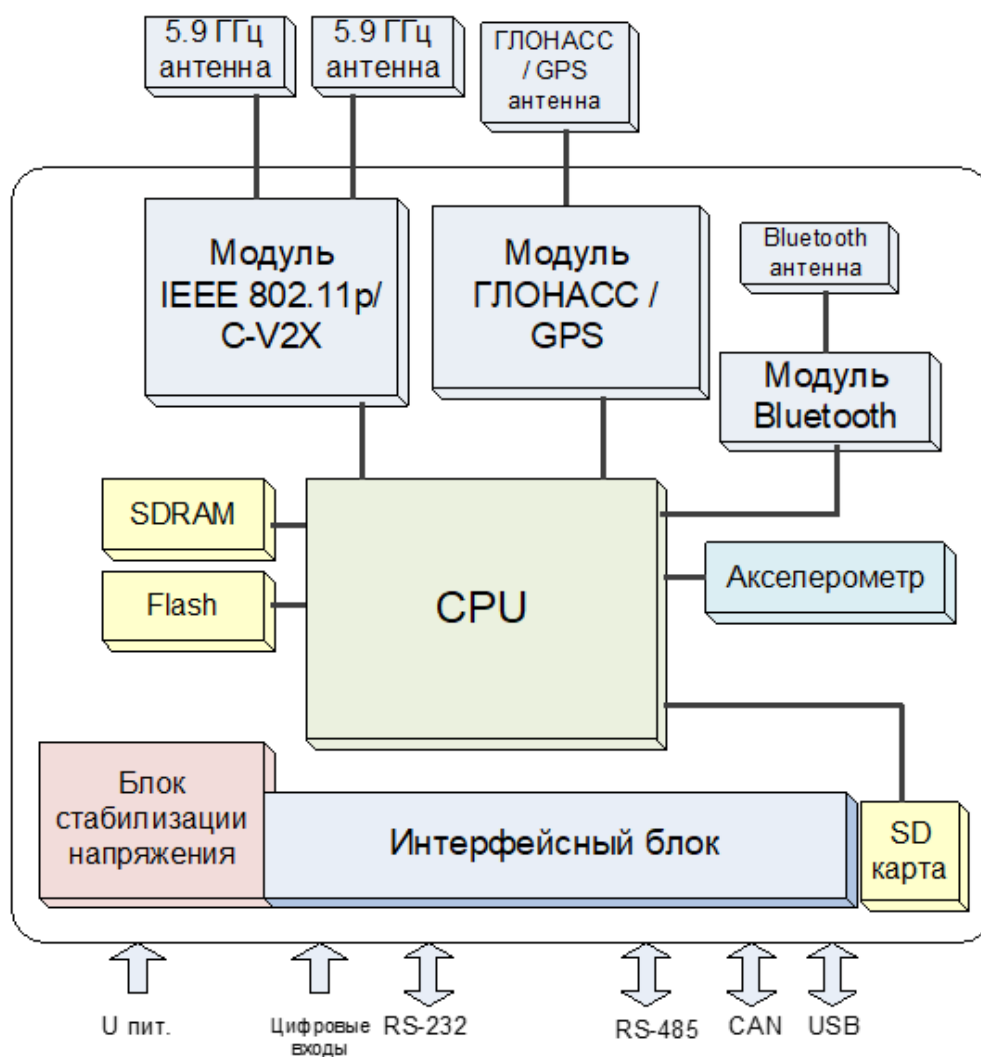 5.9 ГГц
антенна
5.9 ГГц
антенна
ГЛОНАСС
/ GPS
антенна
Модуль
IEEE 802.11p/
C-V2X
Модуль
ГЛОНАСС /
GPS
Bluetooth
антенна
Модуль
Bluetooth
SDRAM
Flash
CPU
Акселерометр
Блок
стабилизации
напряжения
Интерфейсный блок
SD
карта
U пит.
Цифровые
входы
RS-232
RS-485
CAN
USB